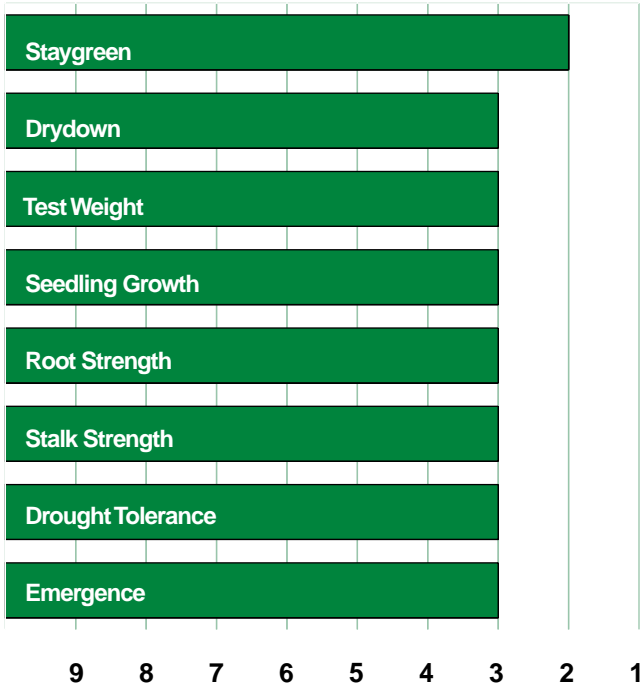 Staygreen
Drydown
Test Weight
Seedling Growth
Root Strength
Stalk Strength
Drought Tolerance
Emergence
9 8 7 6 5 4 3 2 1